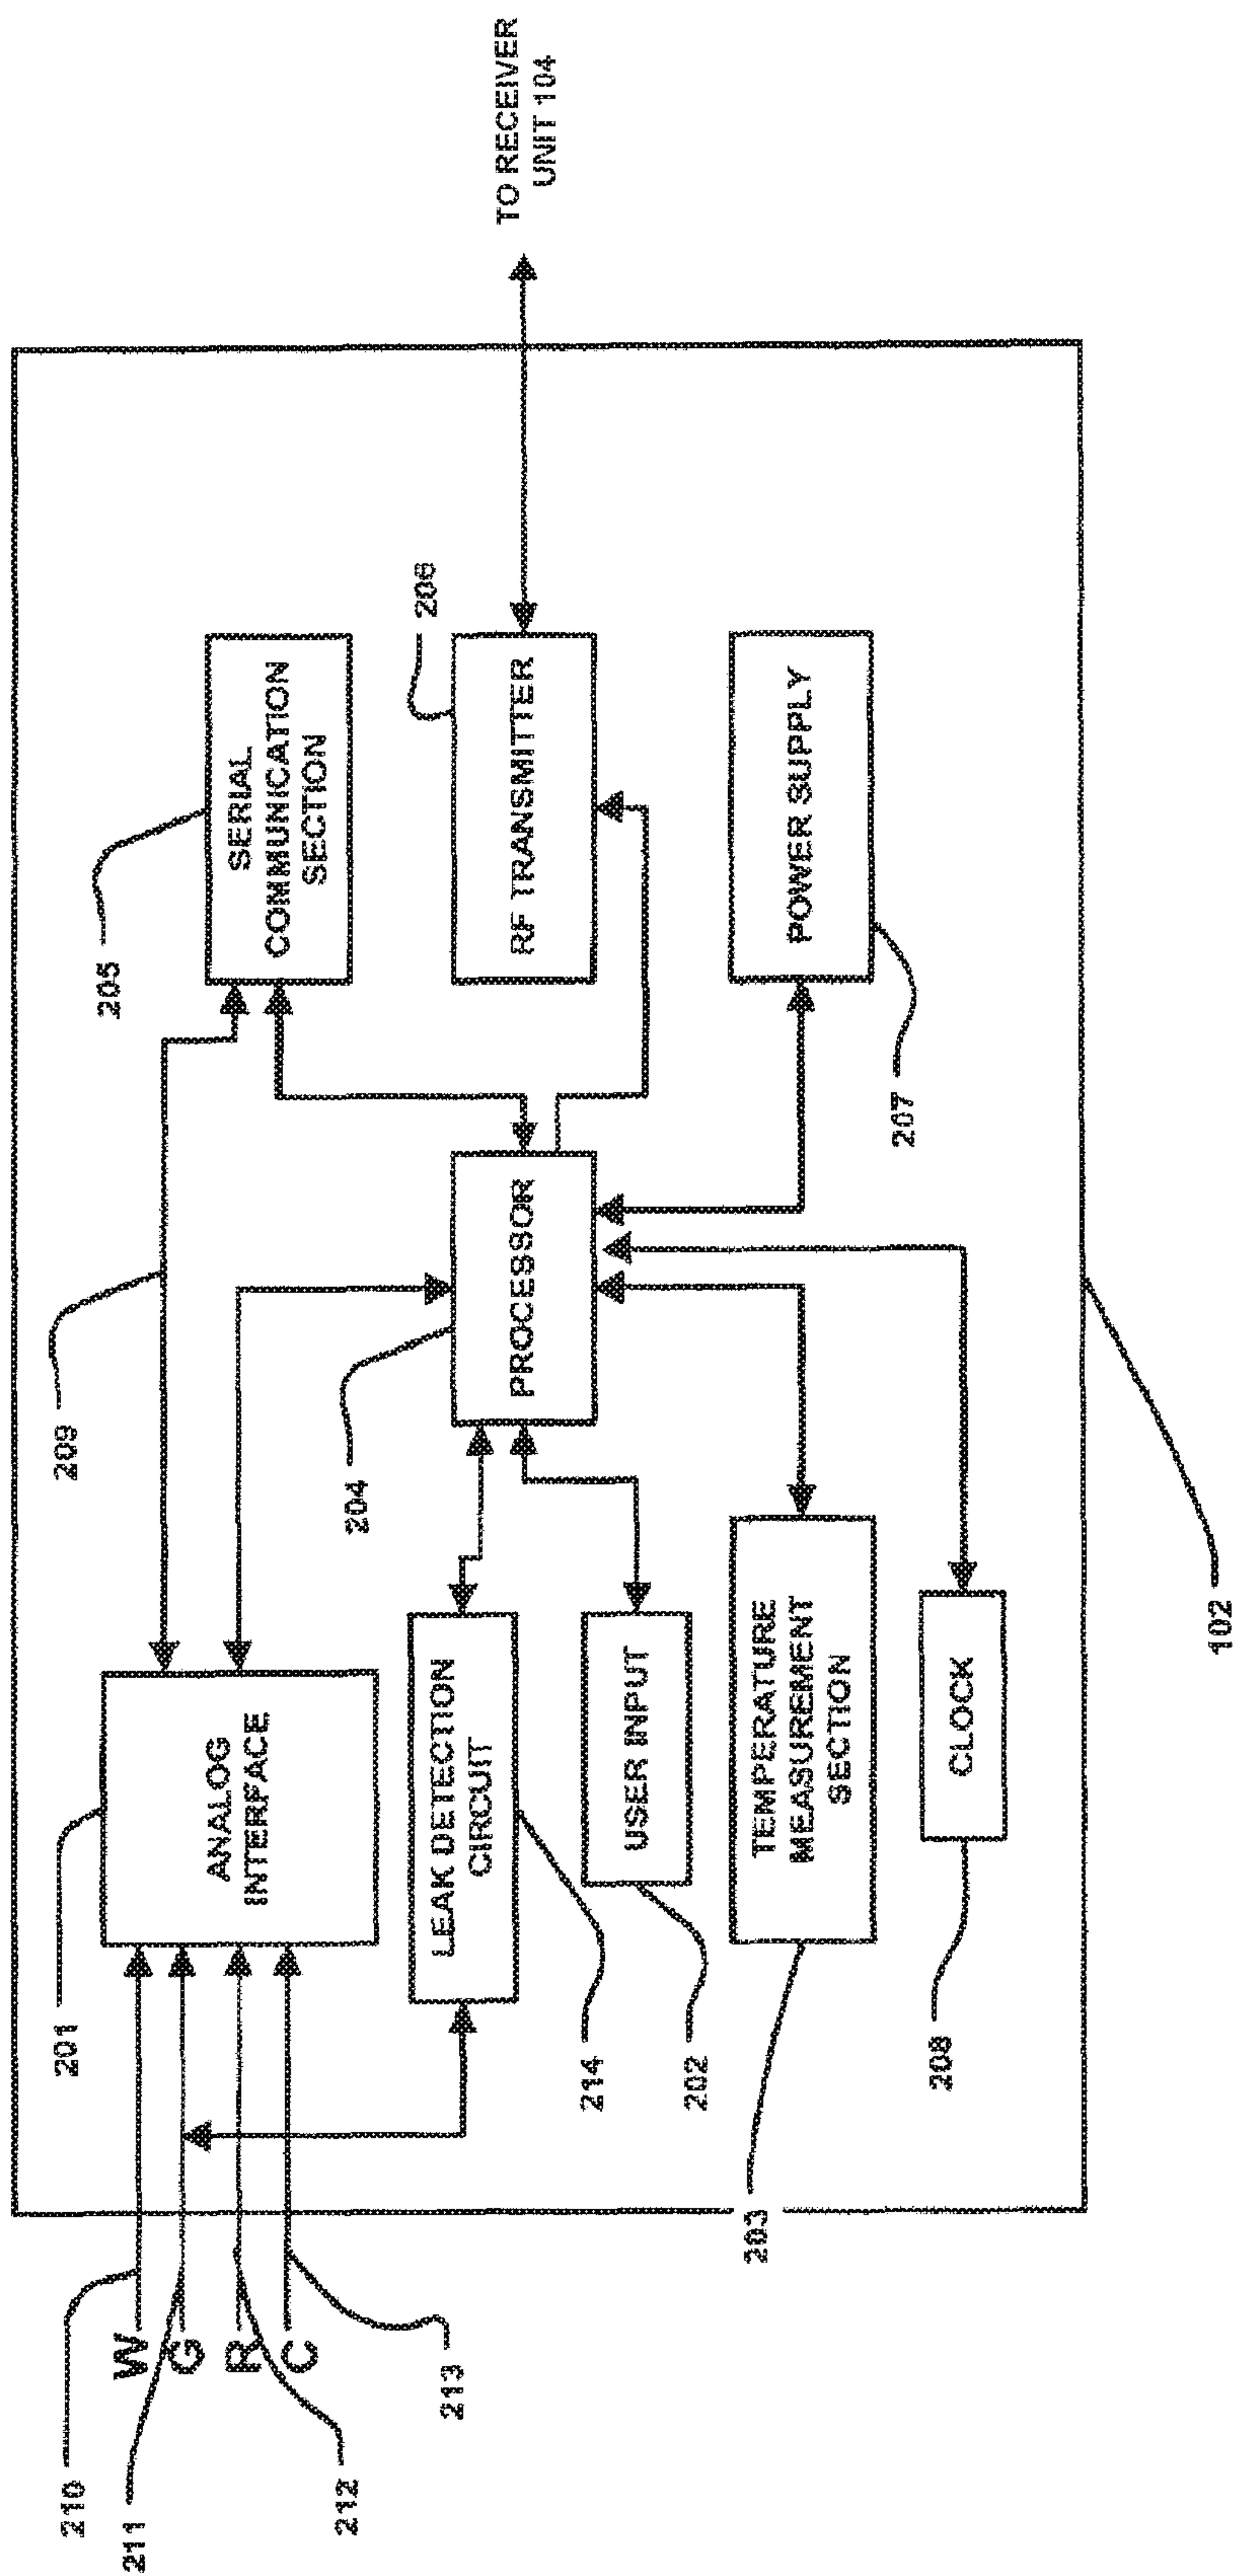 210
211
212
213
W
G
R
C
201
ANALOG
INTERFACE
209
205
SERIAL
COMMUNICATION
SECTION
204
PROCESSOR
206
RF TRANSMITTER
TO RECEIVER
UNIT 104
LEAK DETECTION
CIRCUIT
214
USER INPUT
202
TEMPERATURE
MEASUREMENT
SECTION
203
POWER SUPPLY
207
CLOCK
208
102